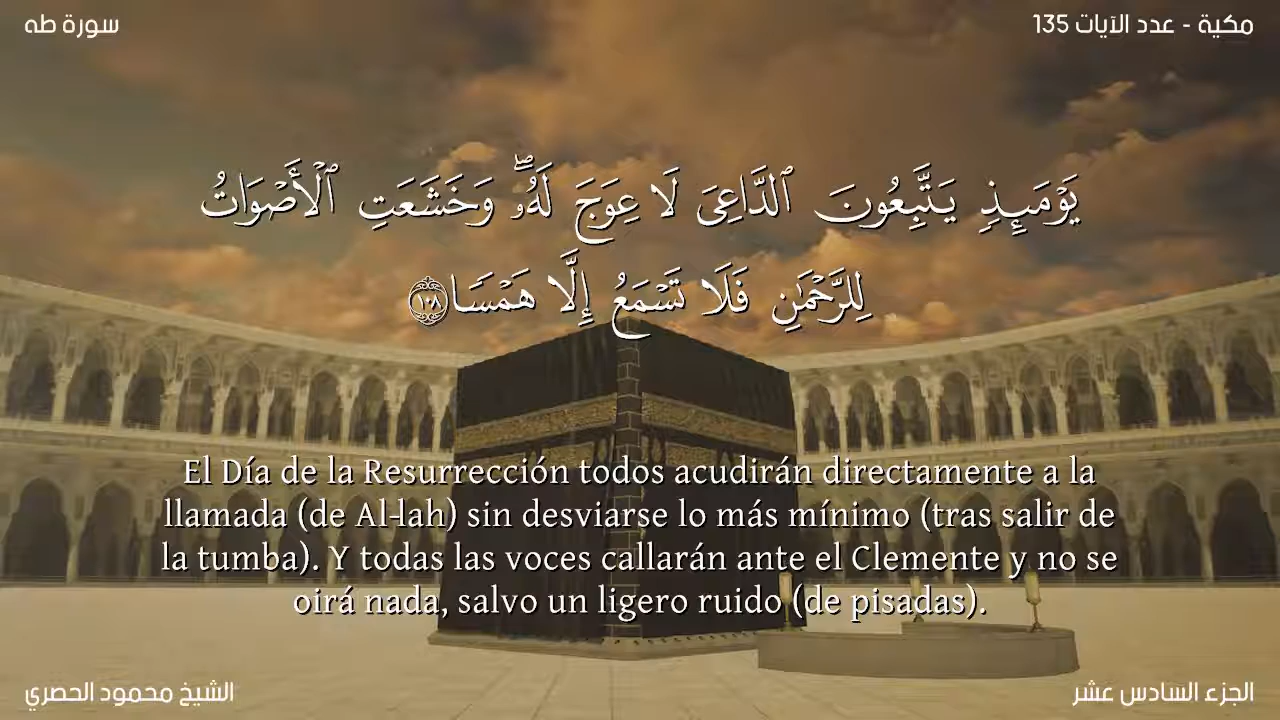 سورة طه
مكية - عدد الآيات 135
يَوْمَئِذٍ يَتَّبِعُونَ ٱلدَّاعِىَ لَا عِوَجَ لَهُۥ ۖ وَخَشَعَتِ ٱلْأَصْوَاتُ
لِلرَّحْمَـٰنِ فَلَا تَسْمَعُ إِلَّا هَمْسًا ١٠٨
El Día de la Resurrección todos acudirán directamente a la
llamada (de Al-lah) sin desviarse lo más mínimo (tras salir de
la tumba). Y todas las voces callarán ante el Clemente y no se
oirá nada, salvo un ligero ruido (de pisadas).
الشيخ محمود الحصري
الجزء السادس عشر